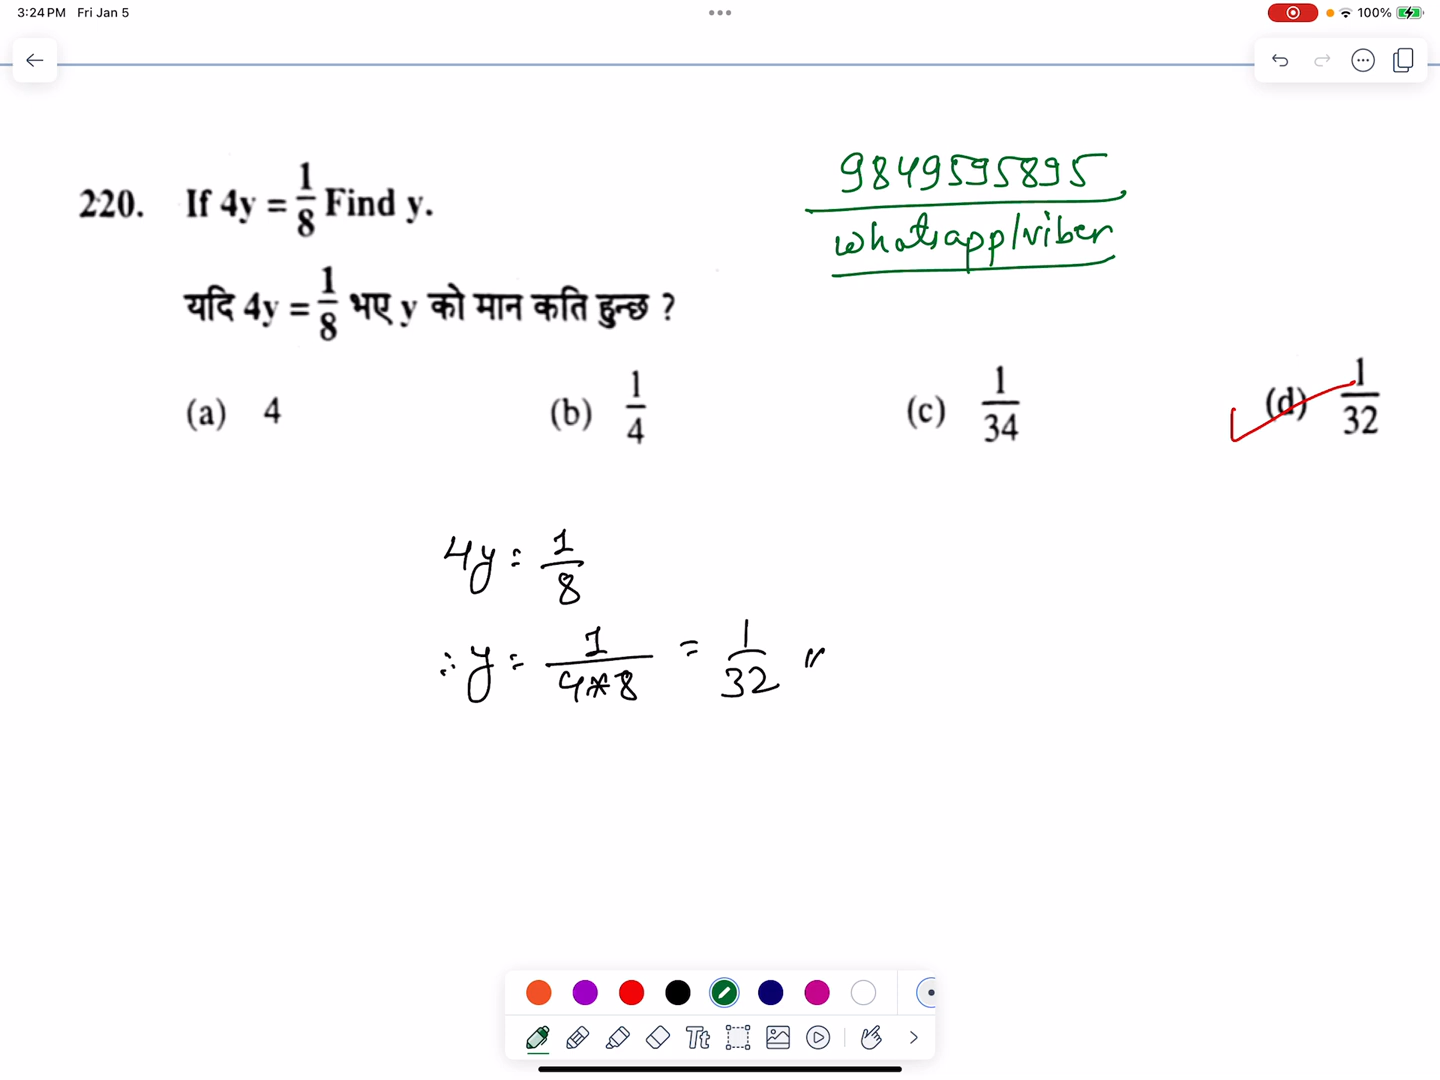 3:24 PM Fri Jan 5
100%
220. If 4y = 1/8 Find y.
9849595895
whatsapp/viber
यदि 4y = 1/8 भए y को मान कति हुन्छ ?
(a) 4 (b) 1/4 (c) 1/34 (d) 1/32
4y = 1/8
∴ y = 1/(4*8) = 1/32 "
Tt